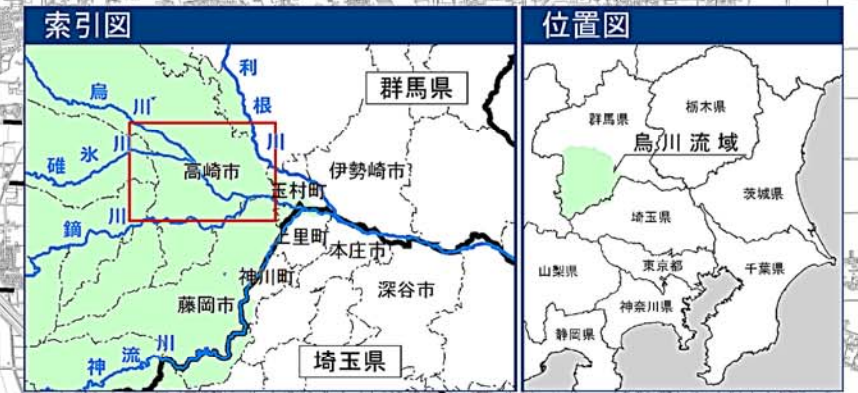 索引図
利根川
烏川
群馬県
碓氷川
高崎市
伊勢崎市
玉村町
鏑川
上里町
本庄市
神川町
藤岡市
深谷市
神流川
埼玉県
位置図
群馬県
栃木県
烏川流域
茨城県
埼玉県
山梨県
東京都
千葉県
神奈川県
静岡県